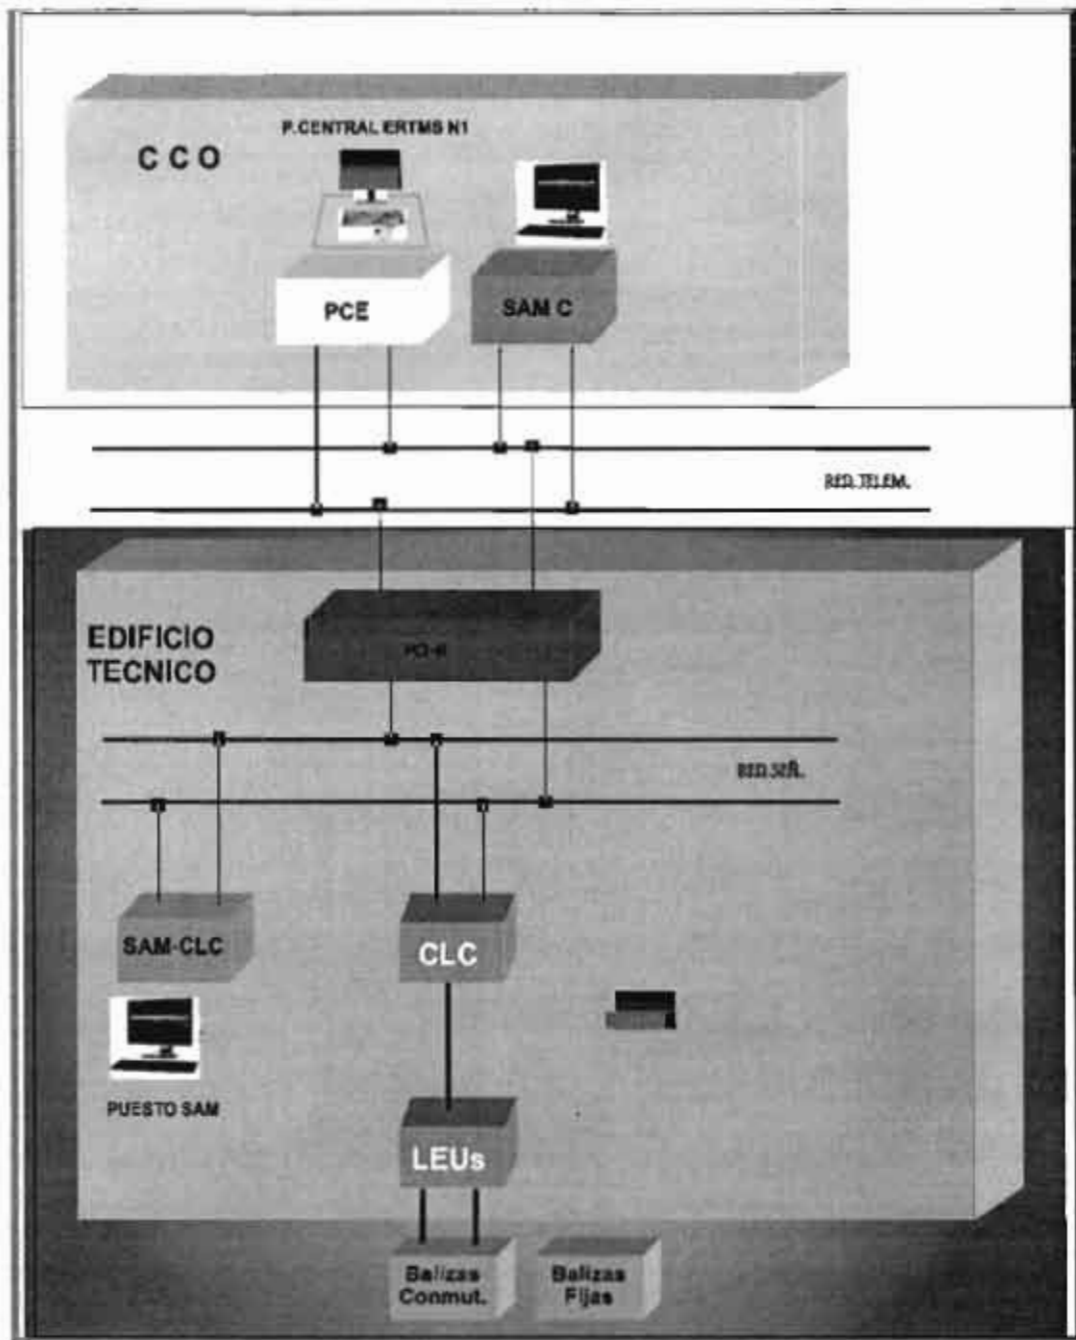 P.CENTRAL ERTMS N1
C C O
PCE
SAM C
RED.TELEM.
EDIFICIO
TECNICO
RED.SEÑ.
SAM-CLC
CLC
PUESTO SAM
LEUs
Balizas
Conmut.
Balizas
Fijas